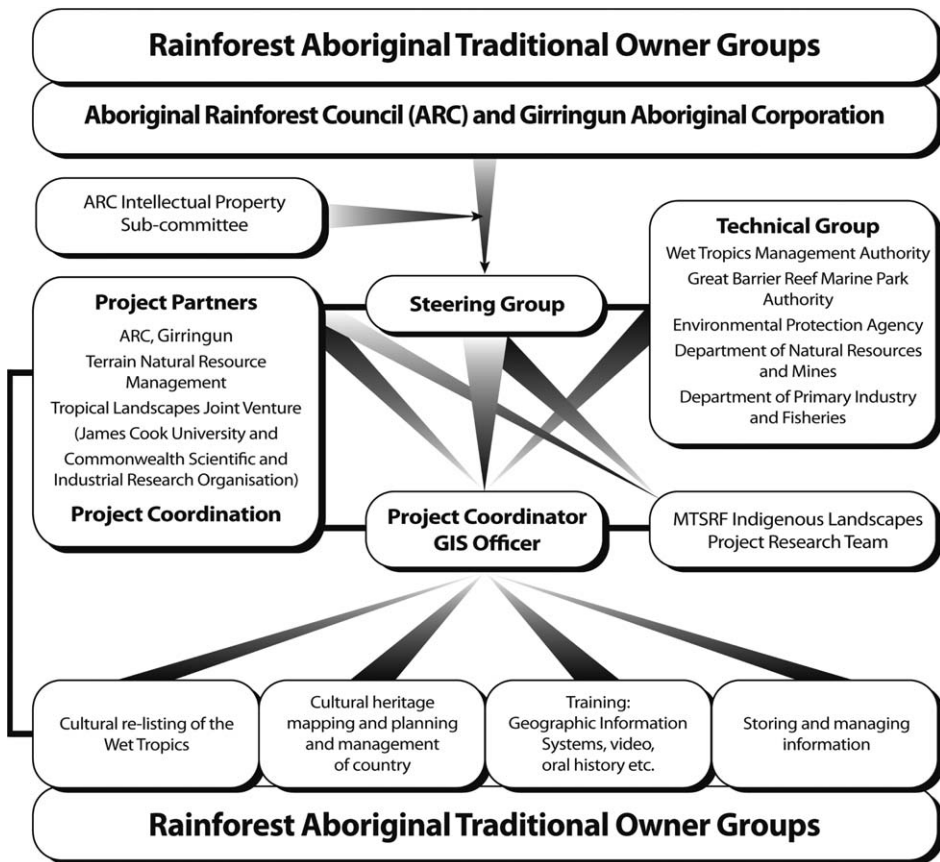 Rainforest Aboriginal Traditional Owner Groups
Aboriginal Rainforest Council (ARC) and Girringun Aboriginal Corporation
ARC Intellectual Property
Sub-committee
Steering Group
Technical Group
Wet Tropics Management Authority
Great Barrier Reef Marine Park
Authority
Environmental Protection Agency
Department of Natural Resources
and Mines
Department of Primary Industry
and Fisheries
Project Partners
ARC, Girringun
Terrain Natural Resource
Management
Tropical Landscapes Joint Venture
(James Cook University and
Commonwealth Scientific and
Industrial Research Organisation)
Project Coordination
Project Coordinator
GIS Officer
MTSRF Indigenous Landscapes
Project Research Team
Cultural re-listing of the
Wet Tropics
Cultural heritage
mapping and planning
and management
of country
Training:
Geographic Information
Systems, video,
oral history etc.
Storing and managing
information
Rainforest Aboriginal Traditional Owner Groups